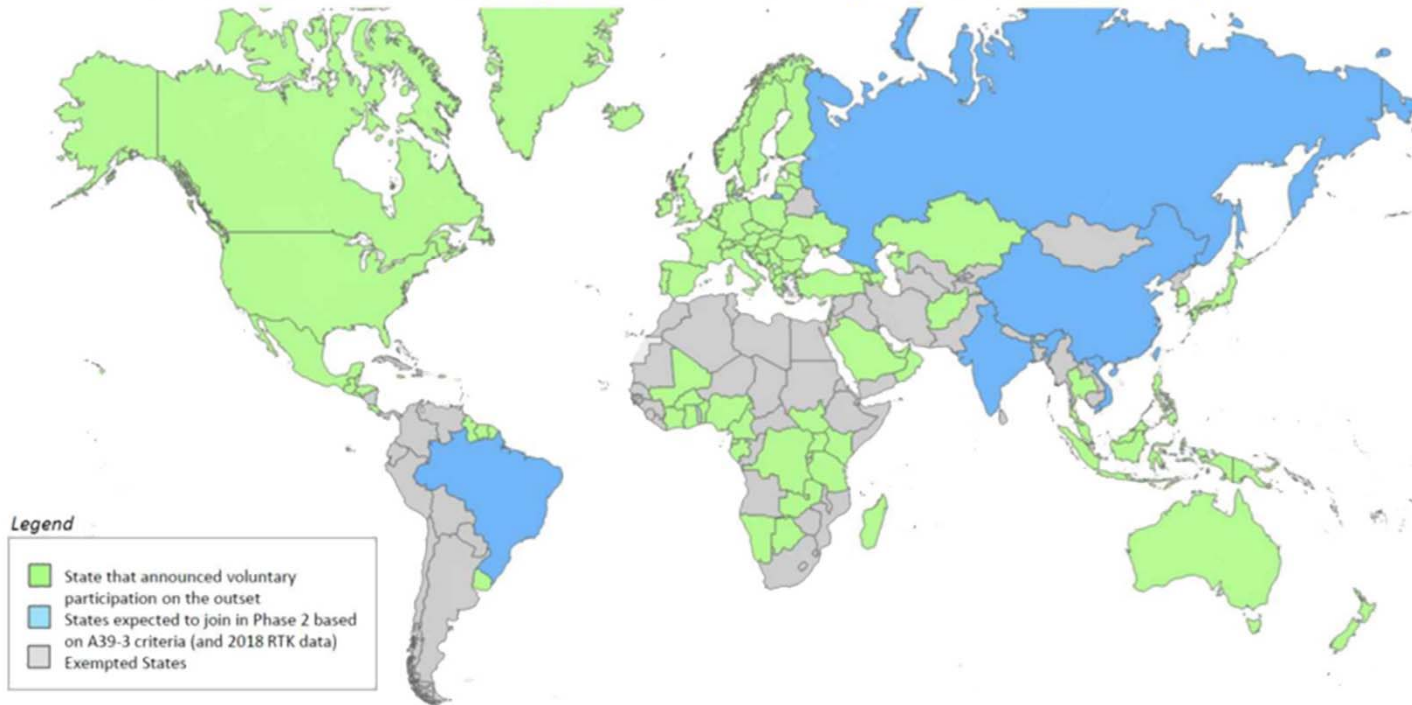 Legend
State that announced voluntary
participation on the outset
States expected to join in Phase 2 based
on A39-3 criteria (and 2018 RTK data)
Exempted States